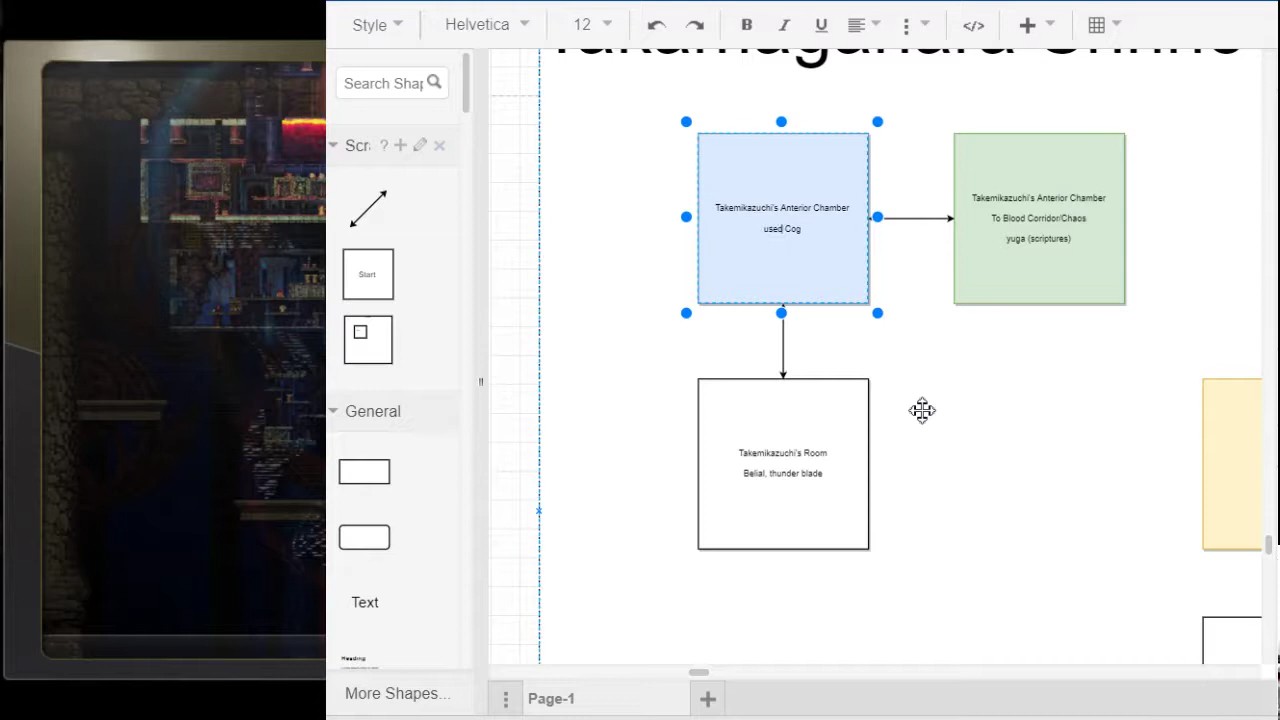 Style
Helvetica
12
B
I
U
</>
Search Shap
Scr
?
Takemikazuchi's Anterior Chamber
used Cog
Takemikazuchi's Anterior Chamber
To Blood Corridor/Chaos
yuga (scriptures)
Start
General
Takemikazuchi's Room
Belial, thunder blade
Text
Heading
More Shapes...
Page-1